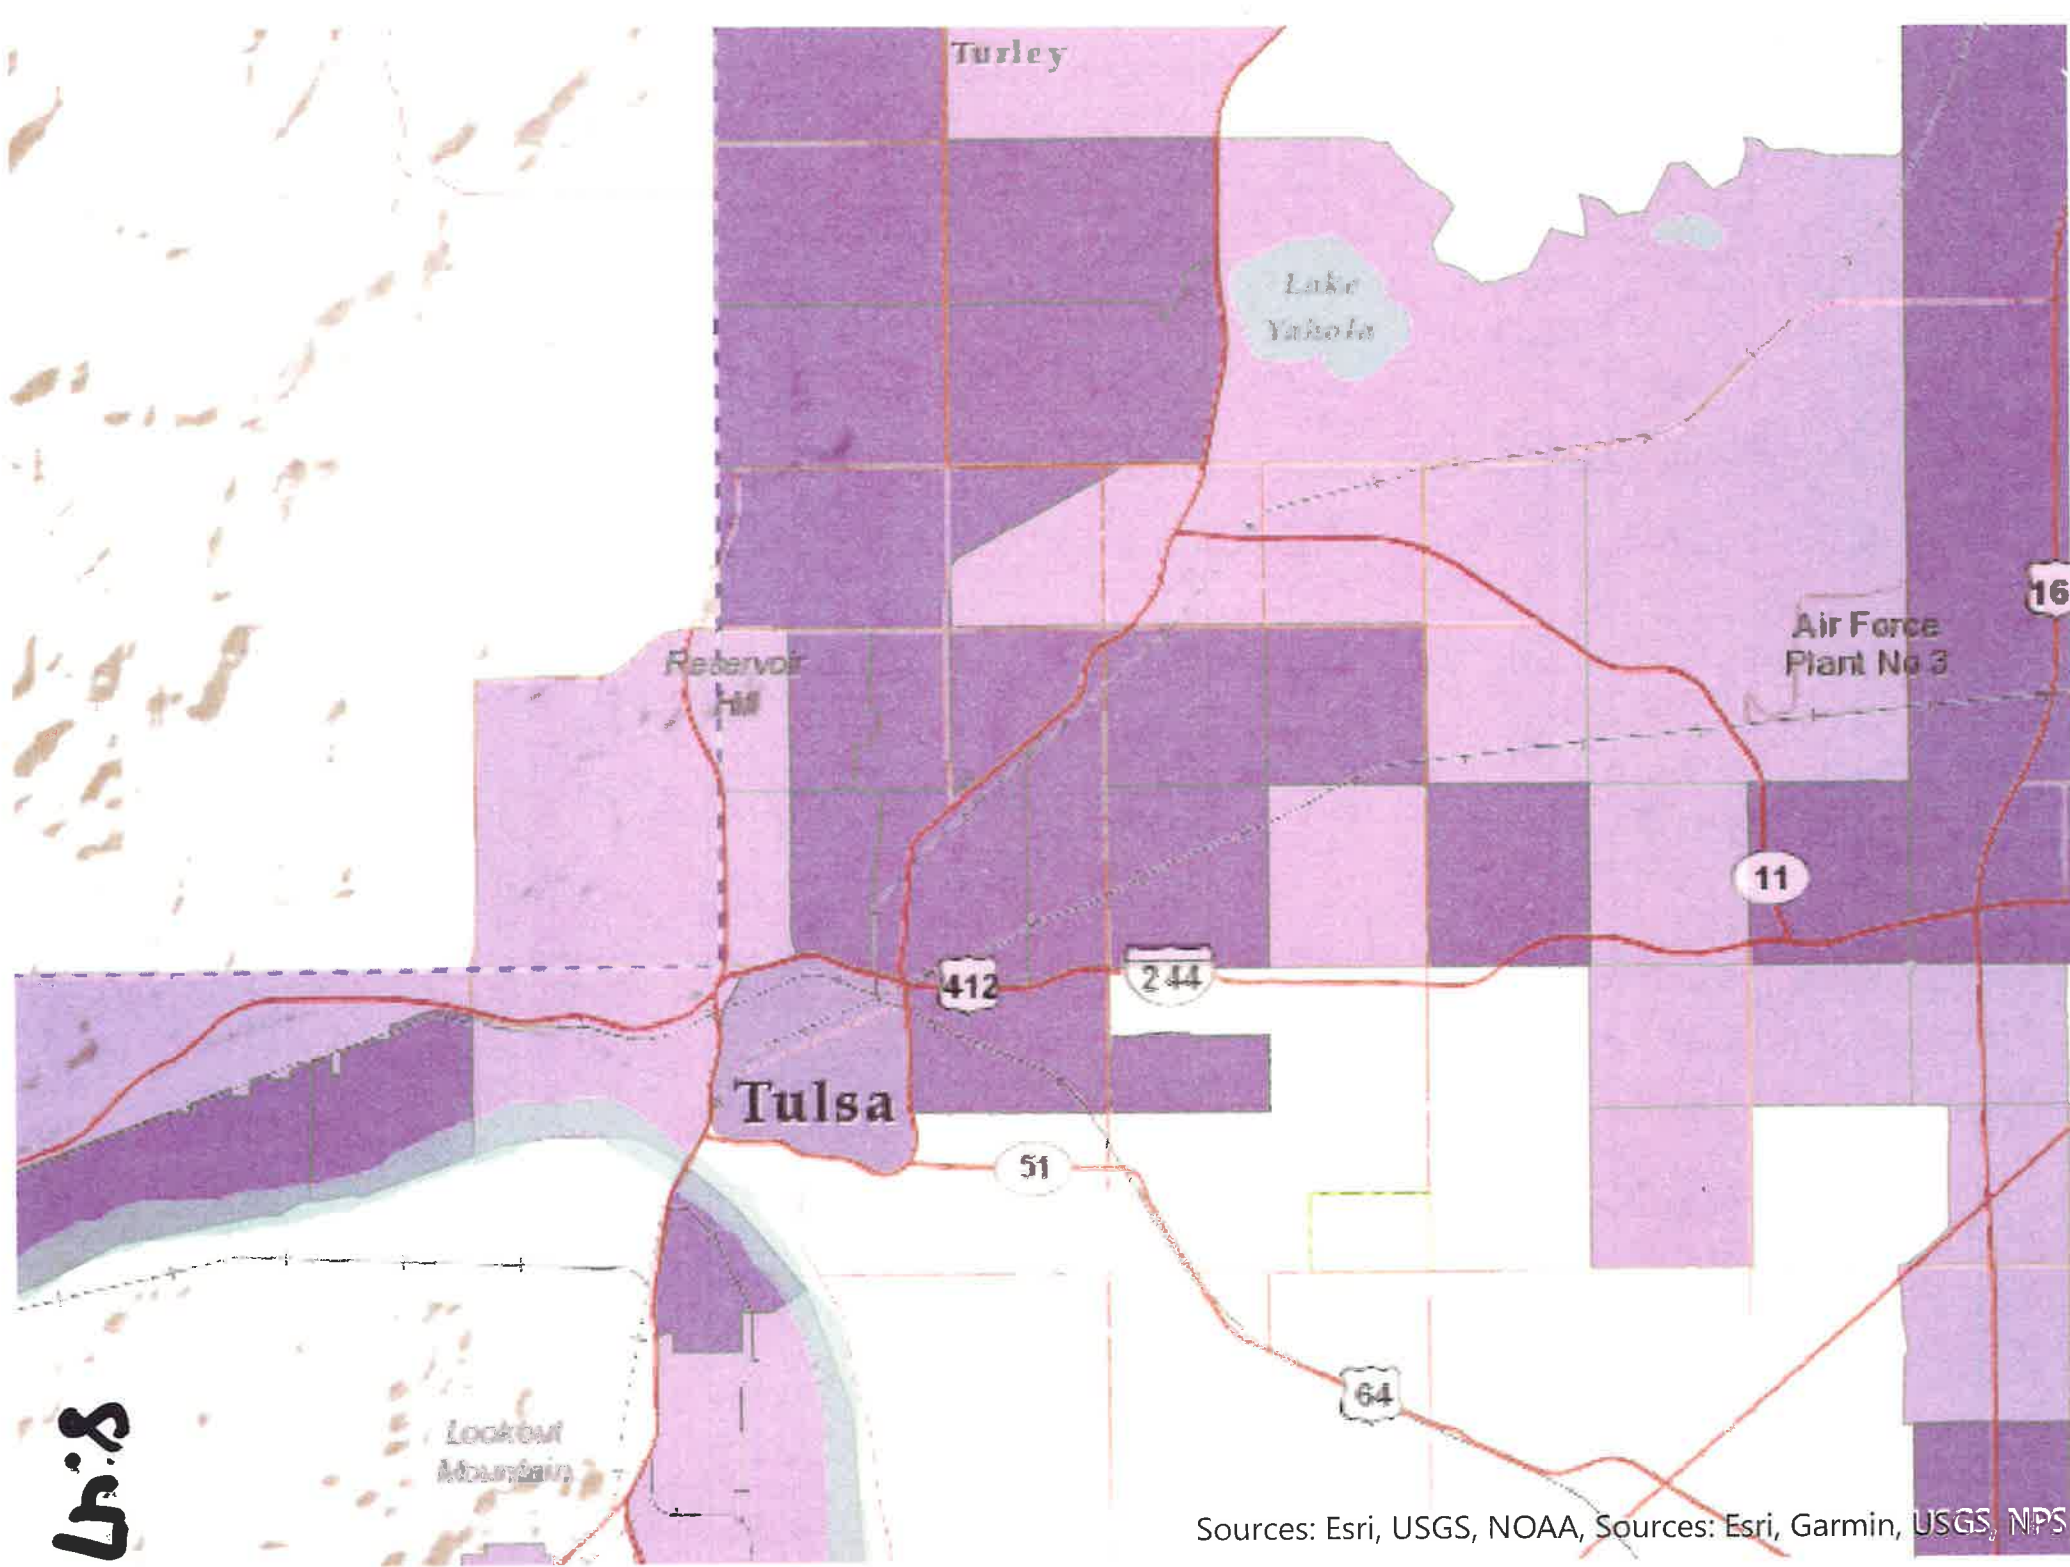 Turley
Lake
Yahola
16
Air Force
Plant No 3
Reservoir
Hill
11
412
244
Tulsa
51
64
Lookout
Mountain
Sources: Esri, USGS, NOAA, Sources: Esri, Garmin, USGS, NPS